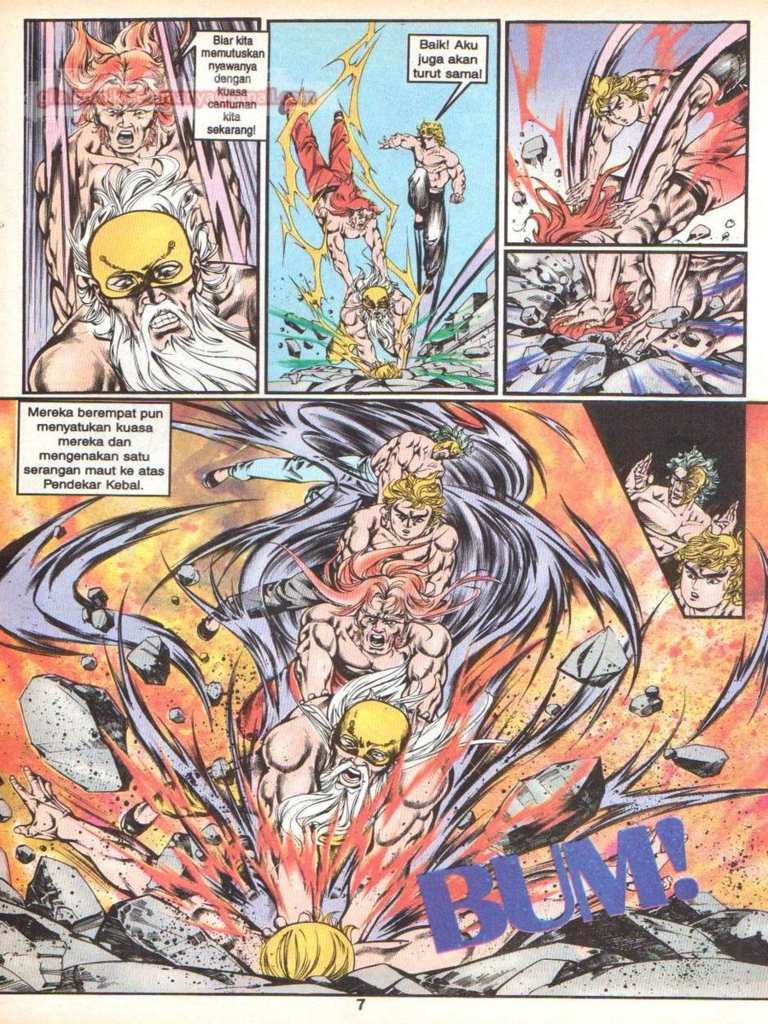 Biar kita
memutuskan
nyawanya
dengan
kuasa
cantuman
kita
sekarang!
Baik! Aku
juga akan
turut sama!
Mereka berempat pun
menyatukan kuasa
mereka dan
mengenakan satu
serangan maut ke atas
Pendekar Kebal.
BUM!
7